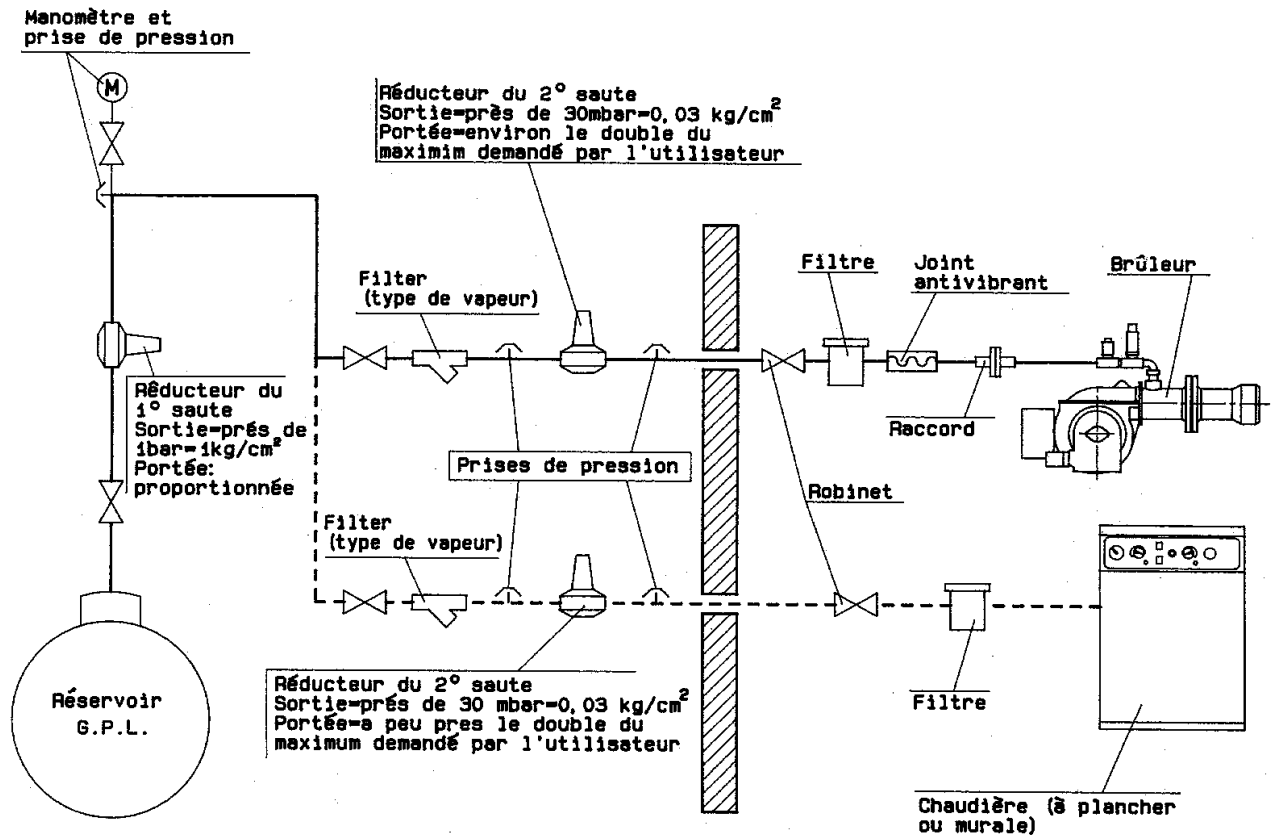 Manomètre et
prise de pression
M
Réducteur du 2° saute
Sortie=près de 30mbar=0,03 kg/cm²
Portée=environ le double du
maximim demandé par l'utilisateur
Filter
(type de vapeur)
Filtre
Joint
antivibrant
Brûleur
Rêducteur du
1° saute
Sortie=prés de
1bar=1kg/cm²
Portée:
proportionnée
Raccord
Prises de pression
Robinet
Filter
(type de vapeur)
Réservoir
G.P.L.
Réducteur du 2° saute
Sortie=prés de 30 mbar=0,03 kg/cm²
Portée=a peu pres le double du
maximum demandé par l'utilisateur
Filtre
Chaudière (à plancher
ou murale)